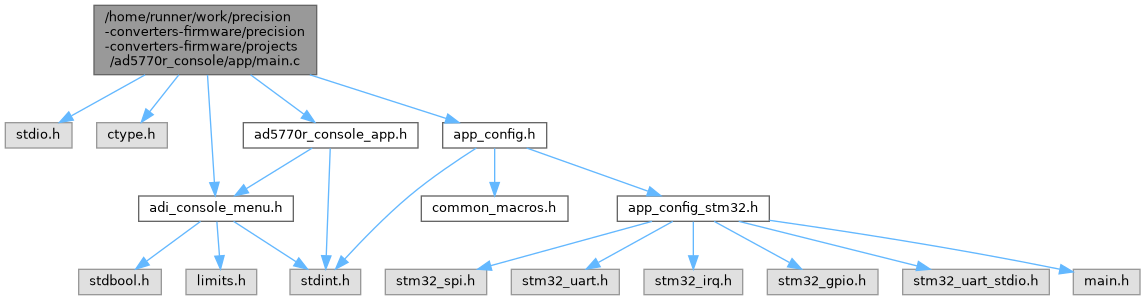 /home/runner/work/precision
-converters-firmware/precision
-converters-firmware/projects
/ad5770r_console/app/main.c
stdio.h
ctype.h
ad5770r_console_app.h
app_config.h
adi_console_menu.h
common_macros.h
app_config_stm32.h
stdbool.h
limits.h
stdint.h
stm32_spi.h
stm32_uart.h
stm32_irq.h
stm32_gpio.h
stm32_uart_stdio.h
main.h